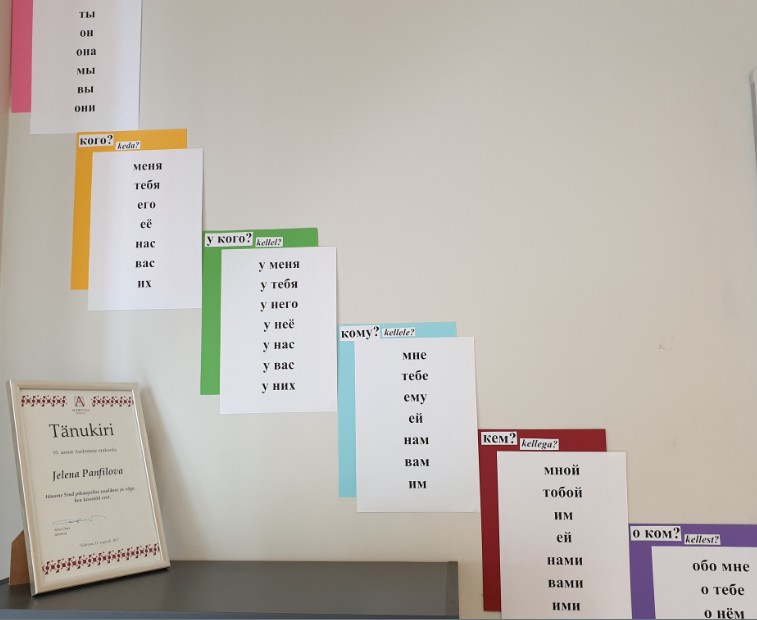 ты
он
она
мы
вы
они
кого? keda?
меня
тебя
его
её
нас
вас
их
у кого? kellel?
у меня
у тебя
у него
у неё
у нас
у вас
у них
кому? kellele?
мне
тебе
ему
ей
нам
вам
им
кем? kellega?
мной
тобой
им
ей
нами
вами
ими
о ком? kellest?
обо мне
о тебе
о нём
Tänukiri
Jelena Panfilova